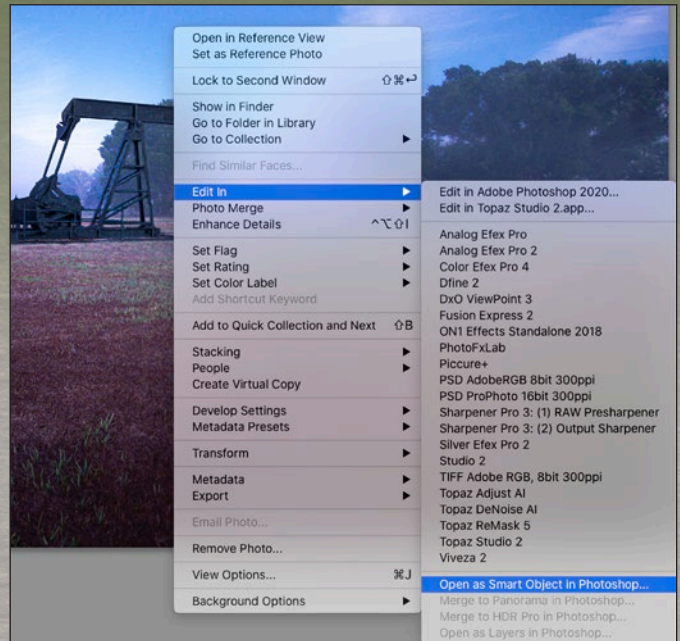 Open in Reference View
Set as Reference Photo
Lock to Second Window ⇧⌘↩
Show in Finder
Go to Folder in Library
Go to Collection ▶
Find Similar Faces...
Edit In ▶
Photo Merge ▶
Enhance Details ^⌥⇧I
Set Flag ▶
Set Rating ▶
Set Color Label ▶
Add Shortcut Keyword
Add to Quick Collection and Next ⇧B
Stacking ▶
People ▶
Create Virtual Copy
Develop Settings ▶
Metadata Presets ▶
Transform ▶
Metadata ▶
Export ▶
Email Photo...
Remove Photo...
View Options... ⌘J
Background Options ▶
Edit in Adobe Photoshop 2020...
Edit in Topaz Studio 2.app...
Analog Efex Pro
Analog Efex Pro 2
Color Efex Pro 4
Dfine 2
DxO ViewPoint 3
Fusion Express 2
ON1 Effects Standalone 2018
PhotoFxLab
Piccure+
PSD AdobeRGB 8bit 300ppi
PSD ProPhoto 16bit 300ppi
Sharpener Pro 3: (1) RAW Presharpener
Sharpener Pro 3: (2) Output Sharpener
Silver Efex Pro 2
Studio 2
TIFF Adobe RGB, 8bit 300ppi
Topaz Adjust AI
Topaz DeNoise AI
Topaz ReMask 5
Topaz Studio 2
Viveza 2
Open as Smart Object in Photoshop...
Merge to Panorama in Photoshop...
Merge to HDR Pro in Photoshop...
Open as Layers in Photoshop...